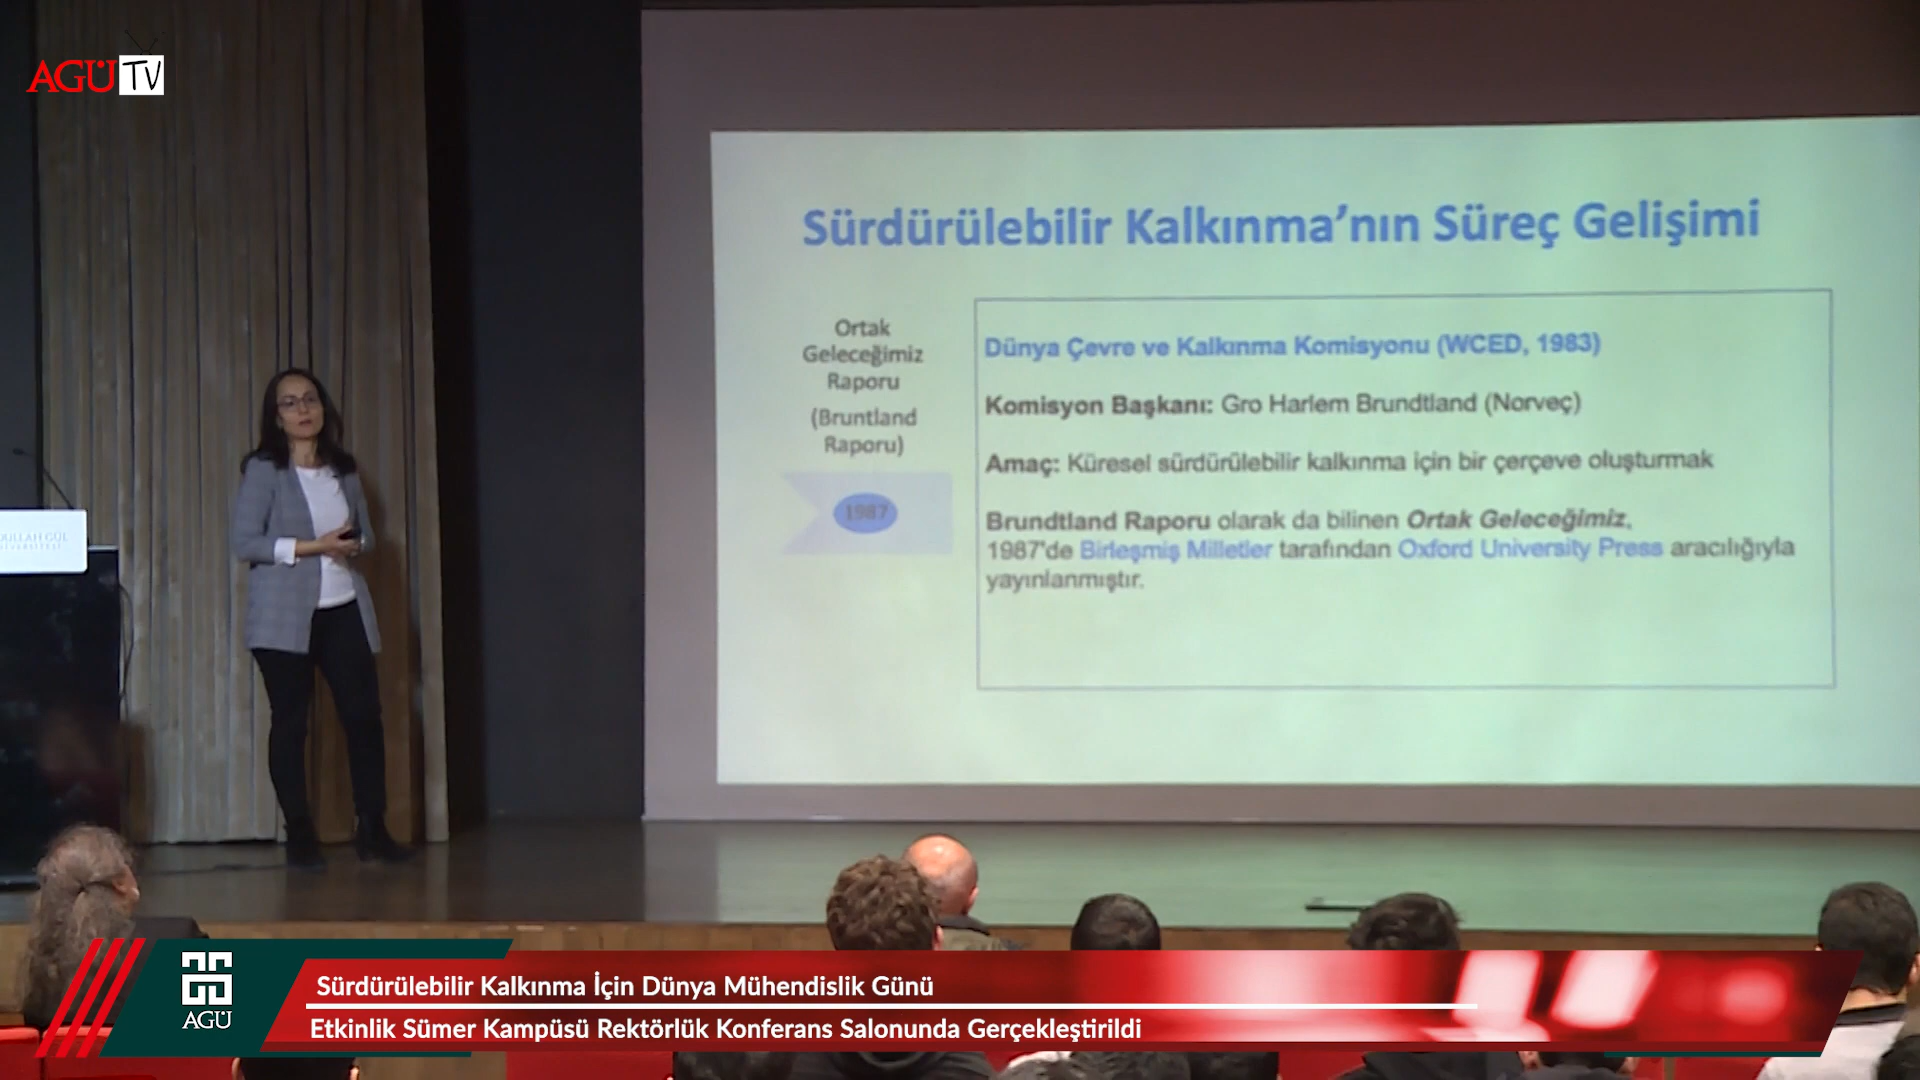 AGÜ TV
Sürdürülebilir Kalkınma’nın Süreç Gelişimi
Ortak
Geleceğimiz
Raporu
(Bruntland
Raporu)
1987
Dünya Çevre ve Kalkınma Komisyonu (WCED, 1983)
Komisyon Başkanı: Gro Harlem Brundtland (Norveç)
Amaç: Küresel sürdürülebilir kalkınma için bir çerçeve oluşturmak
Brundtland Raporu olarak da bilinen Ortak Geleceğimiz,
1987'de Birleşmiş Milletler tarafından Oxford University Press aracılığıyla
yayınlanmıştır.
AGÜ
Sürdürülebilir Kalkınma İçin Dünya Mühendislik Günü
Etkinlik Sümer Kampüsü Rektörlük Konferans Salonunda Gerçekleştirildi